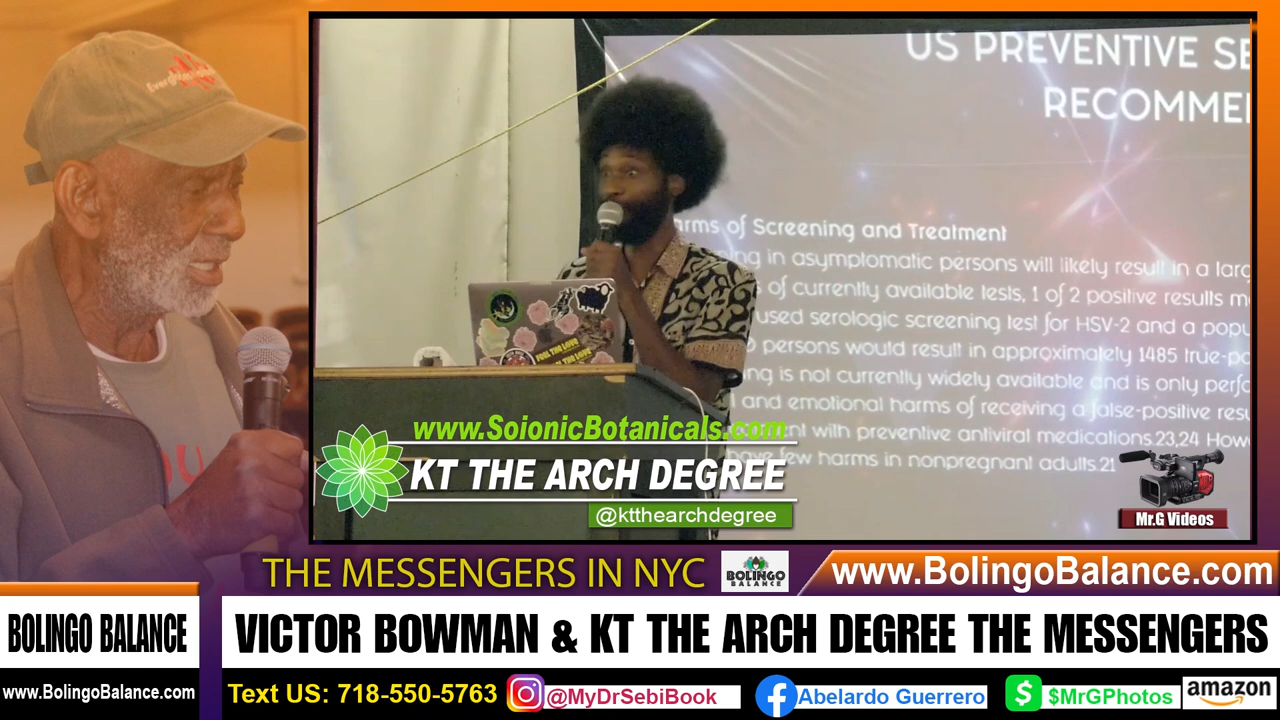 US PREVENTIVE SE
RECOMME
arms of Screening and Treatment
ing in asymptomatic persons will likely result in a larg
of currently available tests, 1 of 2 positive results m
used serologic screening test for HSV-2 and a popu
persons would result in approximately 1485 true-po
ng is not currently widely available and is only perfo
and emotional harms of receiving a false-positive resu
ent with preventive antiviral medications.23,24 Howe
have few harms in nonpregnant adults.21
FEEL THE LOVE
www.SoionicBotanicals.com
KT THE ARCH DEGREE
@ktthearchdegree
Mr.G Videos
THE MESSENGERS IN NYC
BOLINGO
BALANCE
www.BolingoBalance.com
BOLINGO BALANCE
VICTOR BOWMAN & KT THE ARCH DEGREE THE MESSENGERS
www.BolingoBalance.com
Text US: 718-550-5763
@MyDrSebiBook
Abelardo Guerrero
$MrGPhotos
amazon